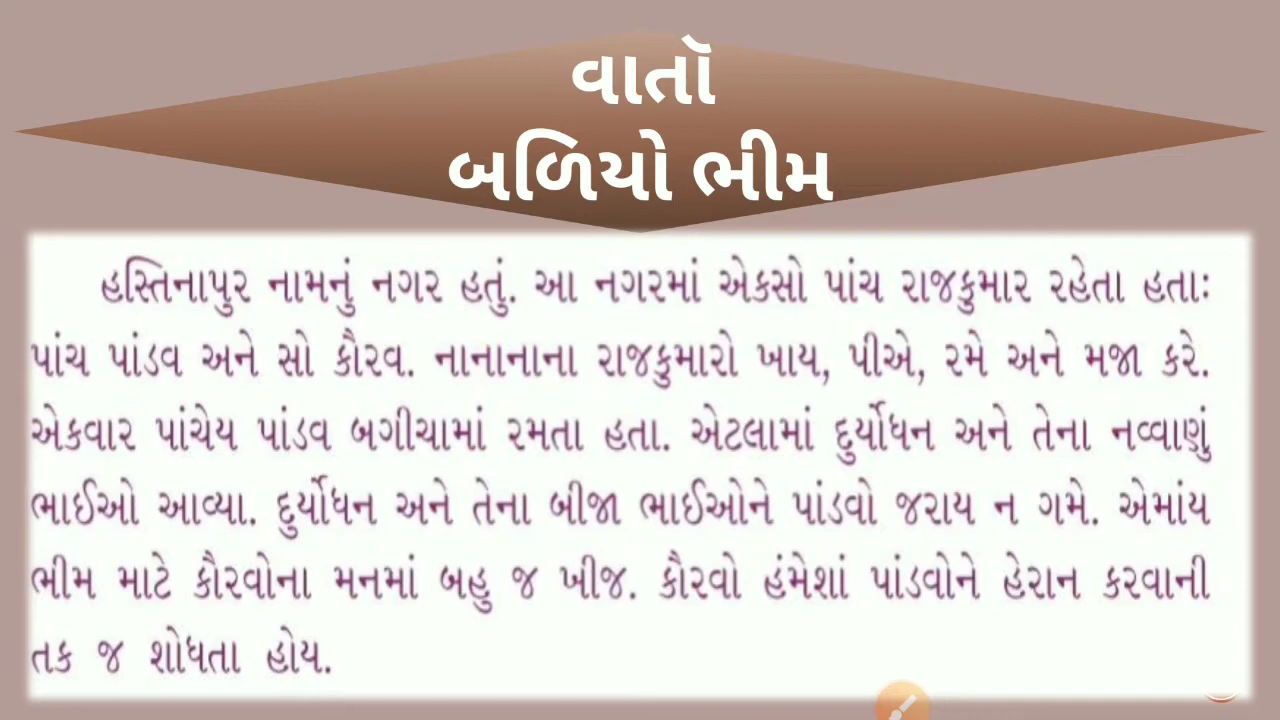 વાર્તા
બળિયો ભીમ
હસ્તિનાપુર નામનું નગર હતું. આ નગરમાં એકસો પાંચ રાજકુમાર રહેતા હતાઃ
પાંચ પાંડવ અને સો કૌરવ. નાનાનાના રાજકુમારો ખાય, પીએ, રમે અને મજા કરે.
એકવાર પાંચેય પાંડવ બગીચામાં રમતા હતા. એટલામાં દુર્યોધન અને તેના નવ્વાણું
ભાઈઓ આવ્યા. દુર્યોધન અને તેના બીજા ભાઈઓને પાંડવો જરાય ન ગમે. એમાંય
ભીમ માટે કૌરવોના મનમાં બહુ જ ખીજ. કૌરવો હંમેશાં પાંડવોને હેરાન કરવાની
તક જ શોધતા હોય.